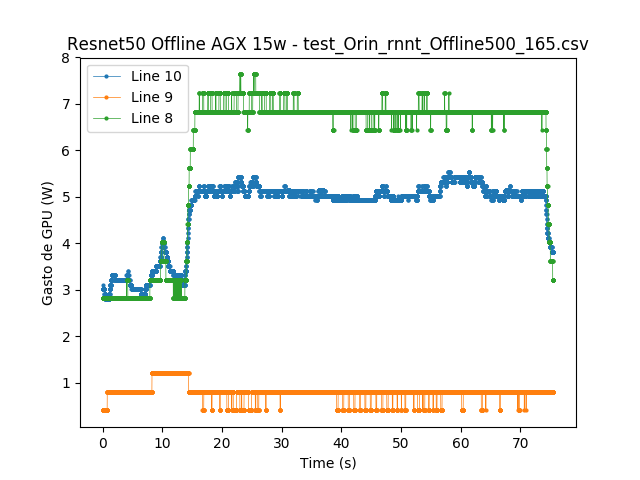 Resnet50 Offline AGX 15w - test_Orin_rnnt_Offline500_165.csv
8
7
6
5
4
3
2
1
Line 10
Line 9
Line 8
Gasto de GPU (W)
0 10 20 30 40 50 60 70
Time (s)